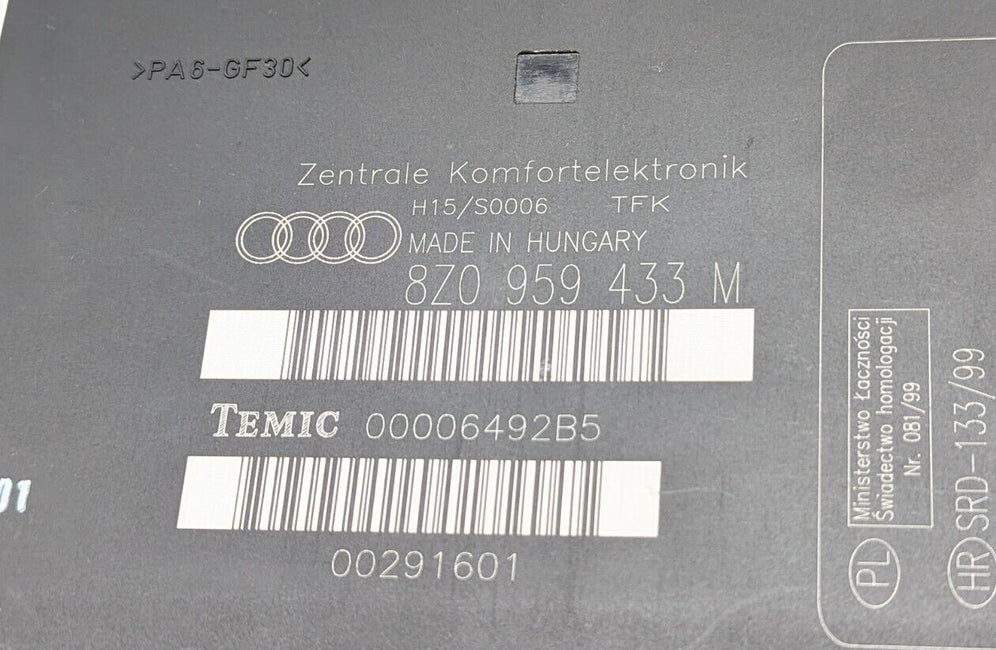 >PA6-GF30<
Zentrale Komfortelektronik
H15/S0006 TFK
MADE IN HUNGARY
8Z0 959 433 M
TEMIC 00006492B5
00291601
01
PL
Ministerstwo Łączności
Świadectwo homologacji
Nr. 081/99
HR SRD-133/99